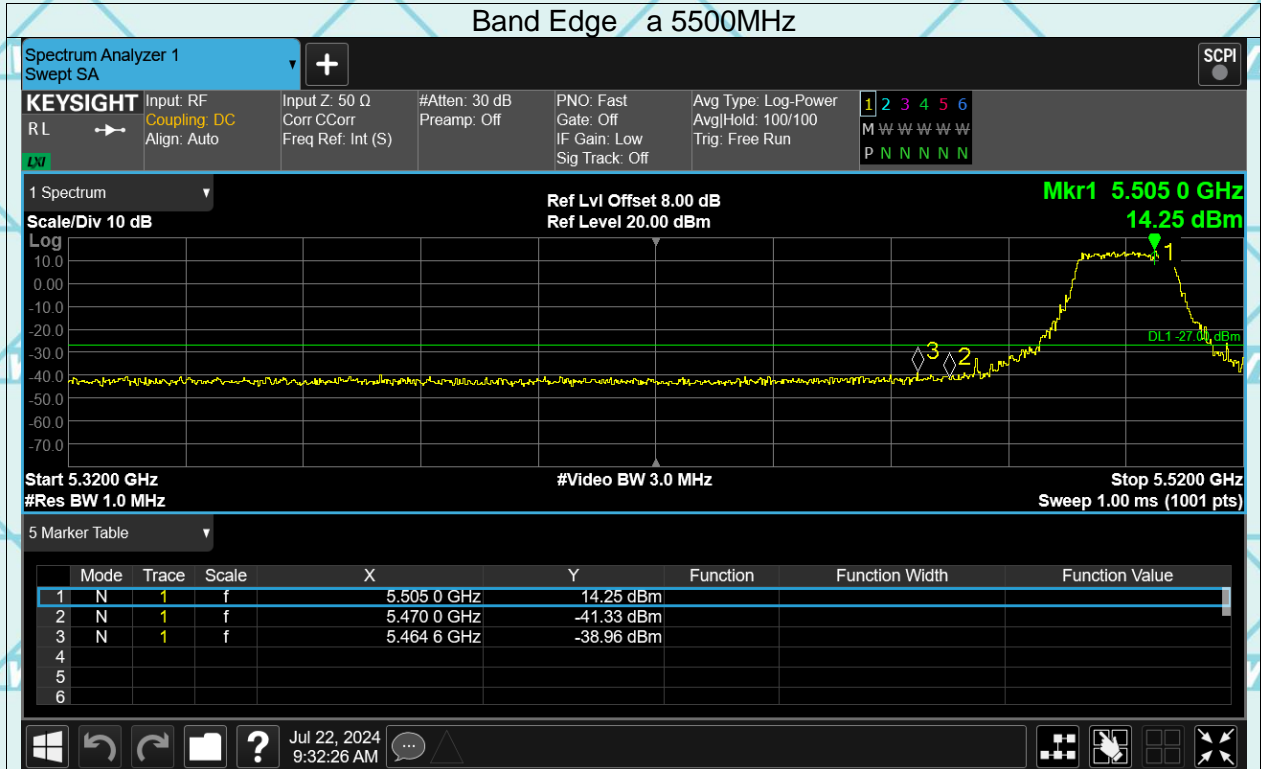 Band Edge a 5500MHz
Spectrum Analyzer 1
Swept SA
SCPI
KEYSIGHT
RL
LXI
Input: RF
Coupling: DC
Align: Auto
Input Z: 50 Ω
Corr CCorr
Freq Ref: Int (S)
#Atten: 30 dB
Preamp: Off
PNO: Fast
Gate: Off
IF Gain: Low
Sig Track: Off
Avg Type: Log-Power
Avg|Hold: 100/100
Trig: Free Run
1 2 3 4 5 6
M W W W W W W
P N N N N N
1 Spectrum
Scale/Div 10 dB
Ref Lvl Offset 8.00 dB
Ref Level 20.00 dBm
Mkr1 5.505 0 GHz
14.25 dBm
Log
10.0
0.00
-10.0
-20.0
-30.0
-40.0
-50.0
-60.0
-70.0
1
DL1 -27.00 dBm
3
2
Start 5.3200 GHz
#Res BW 1.0 MHz
#Video BW 3.0 MHz
Stop 5.5200 GHz
Sweep 1.00 ms (1001 pts)
5 Marker Table
Mode Trace Scale X Y Function Function Width Function Value
1 N 1 f 5.505 0 GHz 14.25 dBm
2 N 1 f 5.470 0 GHz -41.33 dBm
3 N 1 f 5.464 6 GHz -38.96 dBm
4
5
6
?
Jul 22, 2024
9:32:26 AM